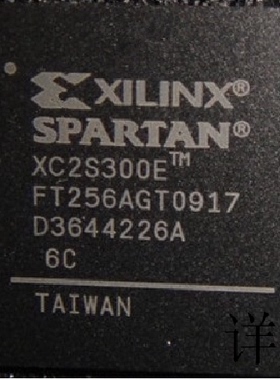 XILINX®
SPARTAN®
XC2S300E™
FT256AGT0917
D3644226A
6C
TAIWAN
详